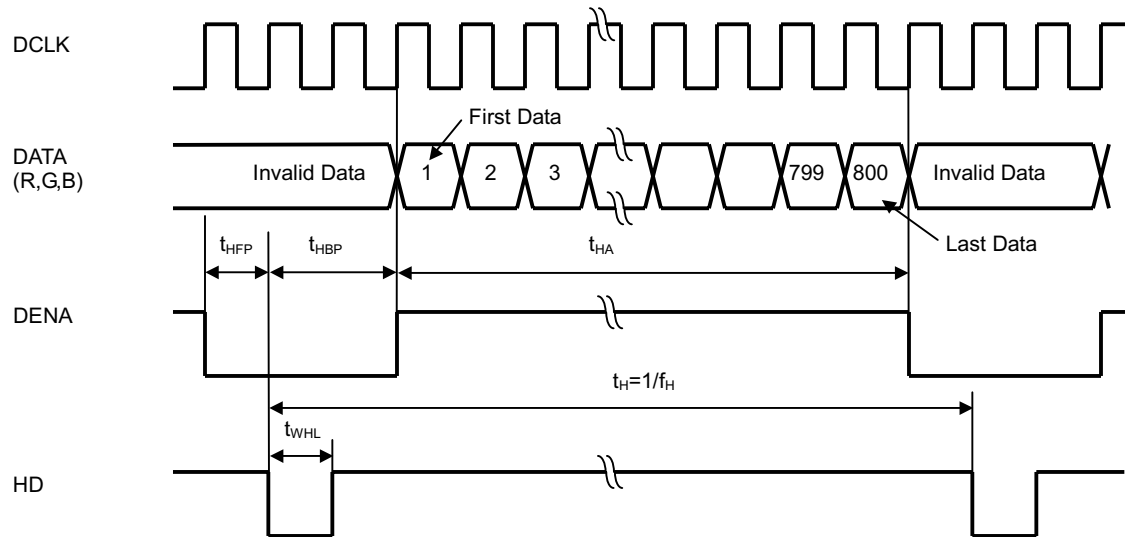 DCLK
First Data
DATA
(R,G,B)
Invalid Data 1 2 3 799 800 Invalid Data
Last Data
tHFP tHBP tHA
DENA
tH=1/fH
tWHL
HD